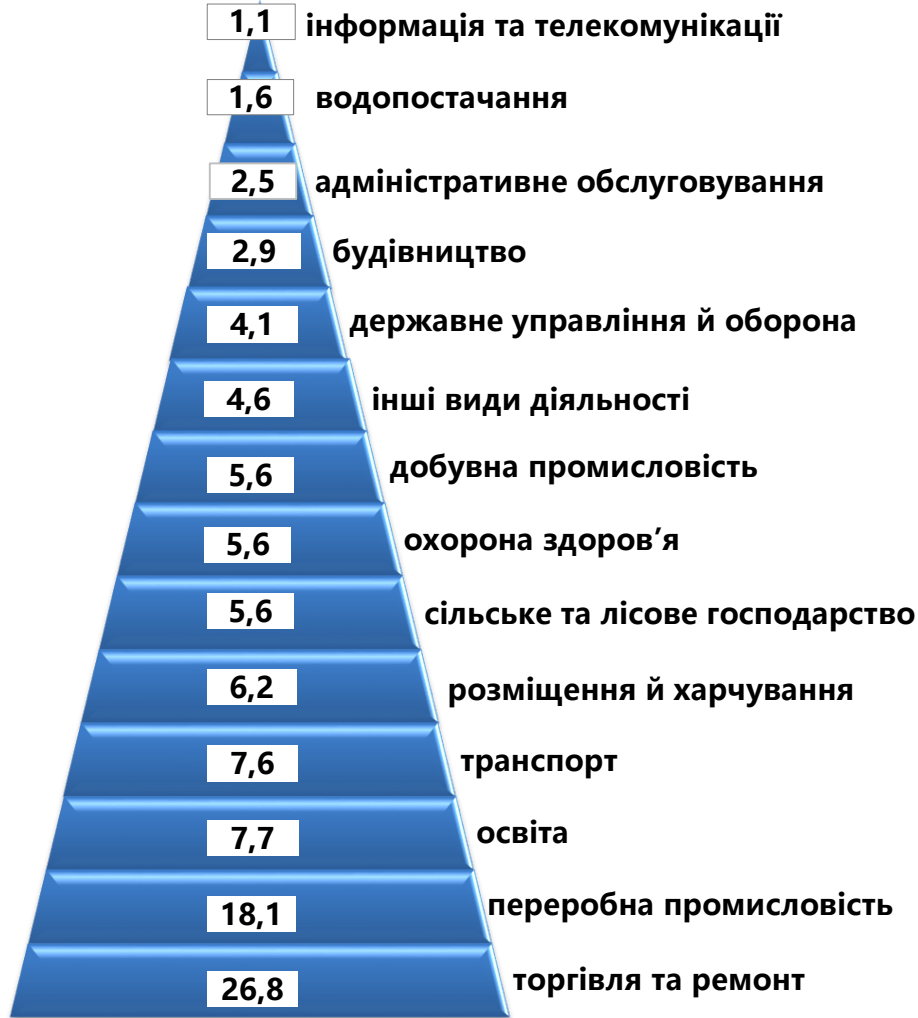 1,1 інформація та телекомунікації
1,6 водопостачання
2,5 адміністративне обслуговування
2,9 будівництво
4,1 державне управління й оборона
4,6 інші види діяльності
5,6 добувна промисловість
5,6 охорона здоров’я
5,6 сільське та лісове господарство
6,2 розміщення й харчування
7,6 транспорт
7,7 освіта
18,1 переробна промисловість
26,8 торгівля та ремонт